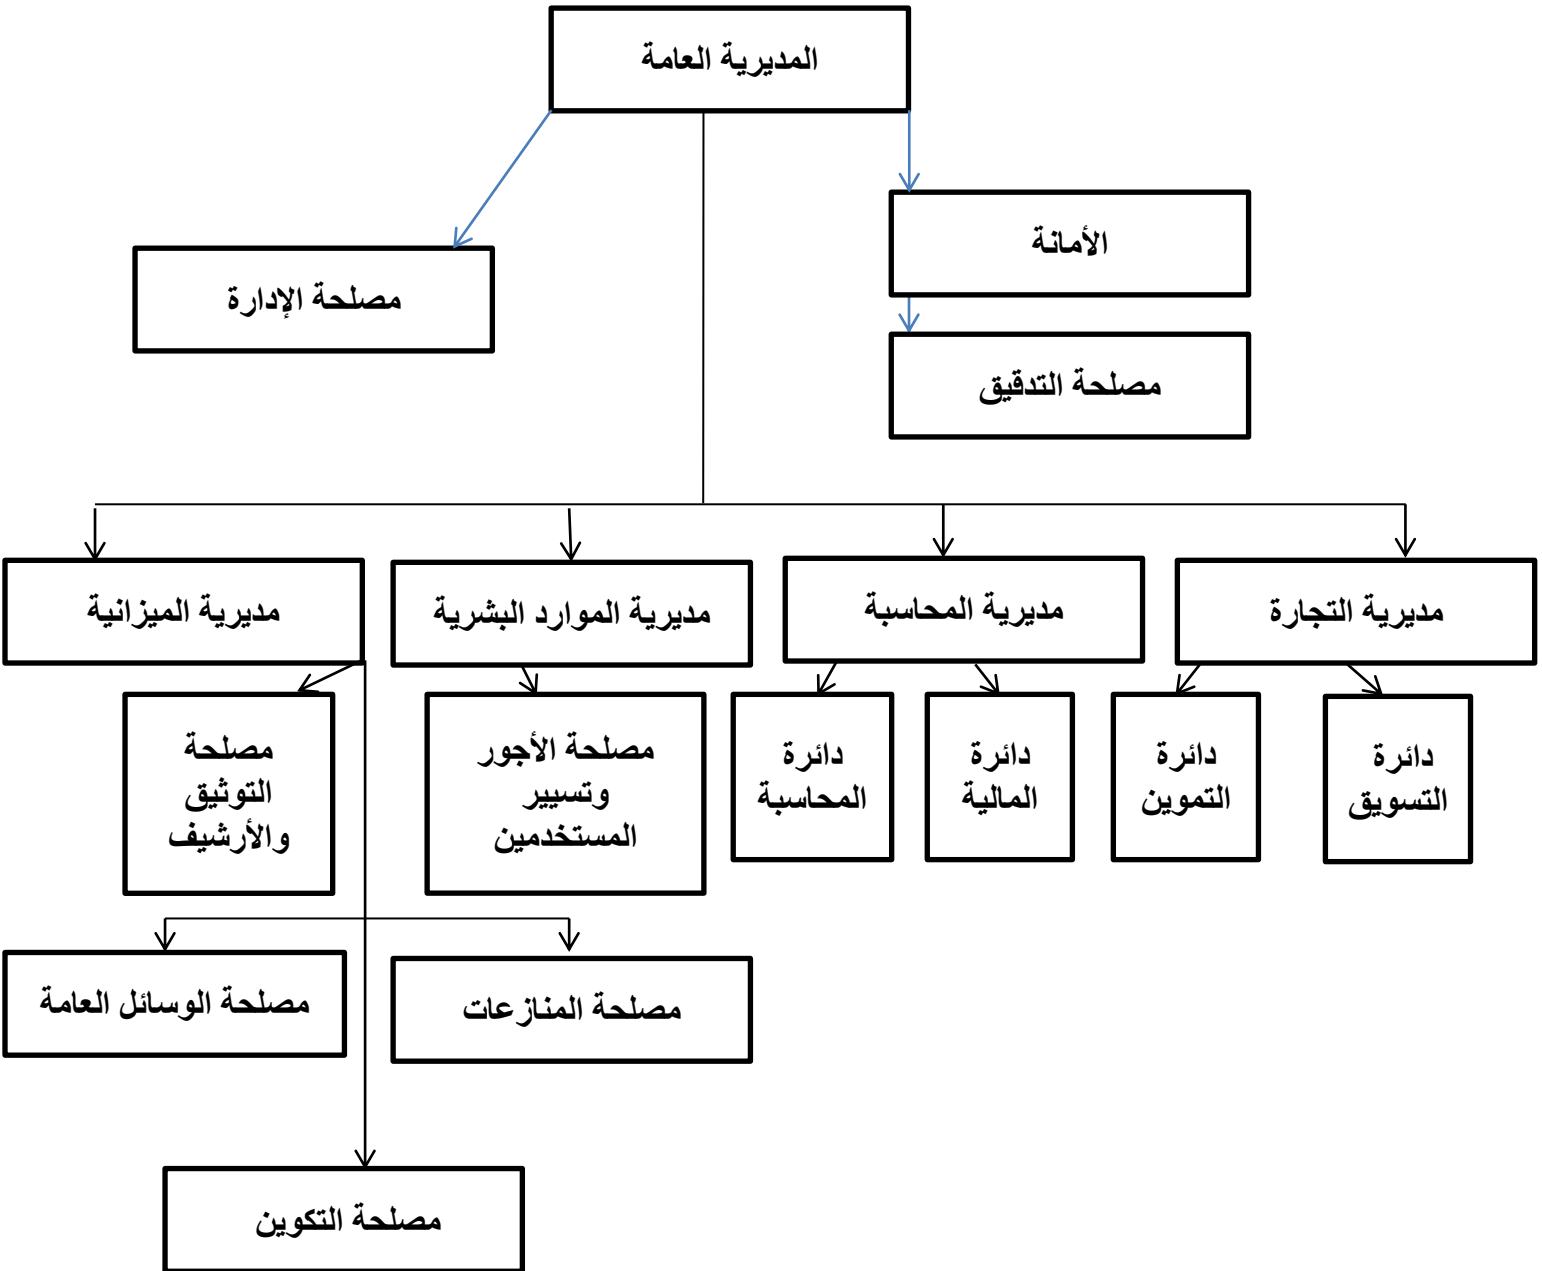 المديرية العامة
الأمانة
مصلحة الإدارة
مصلحة التدقيق
مديرية التجارة
مديرية المحاسبة
مديرية الموارد البشرية
مديرية الميزانية
دائرة
التسويق
دائرة
التموين
دائرة
المالية
دائرة
المحاسبة
مصلحة الأجور
وتسيير
المستخدمين
مصلحة
التوثيق
والأرشيف
مصلحة المنازعات
مصلحة الوسائل العامة
مصلحة التكوين